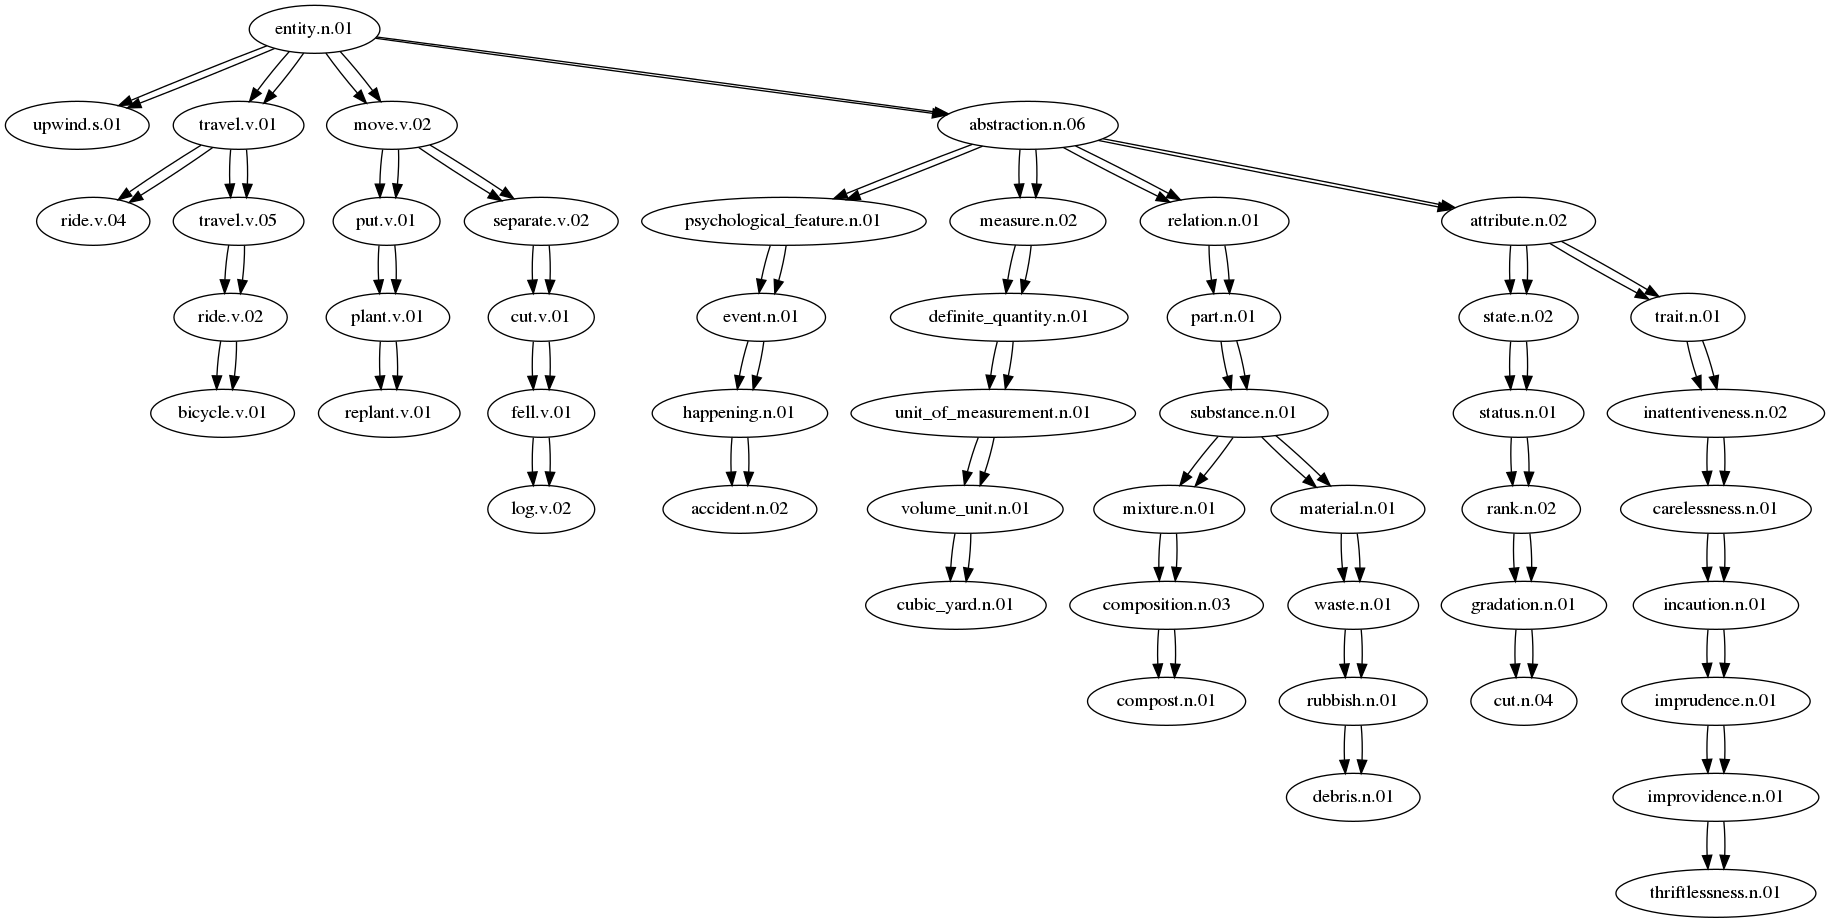 entity.n.01
upwind.s.01
travel.v.01
move.v.02
abstraction.n.06
ride.v.04
travel.v.05
put.v.01
separate.v.02
psychological_feature.n.01
measure.n.02
relation.n.01
attribute.n.02
ride.v.02
plant.v.01
cut.v.01
event.n.01
definite_quantity.n.01
part.n.01
state.n.02
trait.n.01
bicycle.v.01
replant.v.01
fell.v.01
happening.n.01
unit_of_measurement.n.01
substance.n.01
status.n.01
inattentiveness.n.02
log.v.02
accident.n.02
volume_unit.n.01
mixture.n.01
material.n.01
rank.n.02
carelessness.n.01
cubic_yard.n.01
composition.n.03
waste.n.01
gradation.n.01
incaution.n.01
compost.n.01
rubbish.n.01
cut.n.04
imprudence.n.01
debris.n.01
improvidence.n.01
thriftlessness.n.01